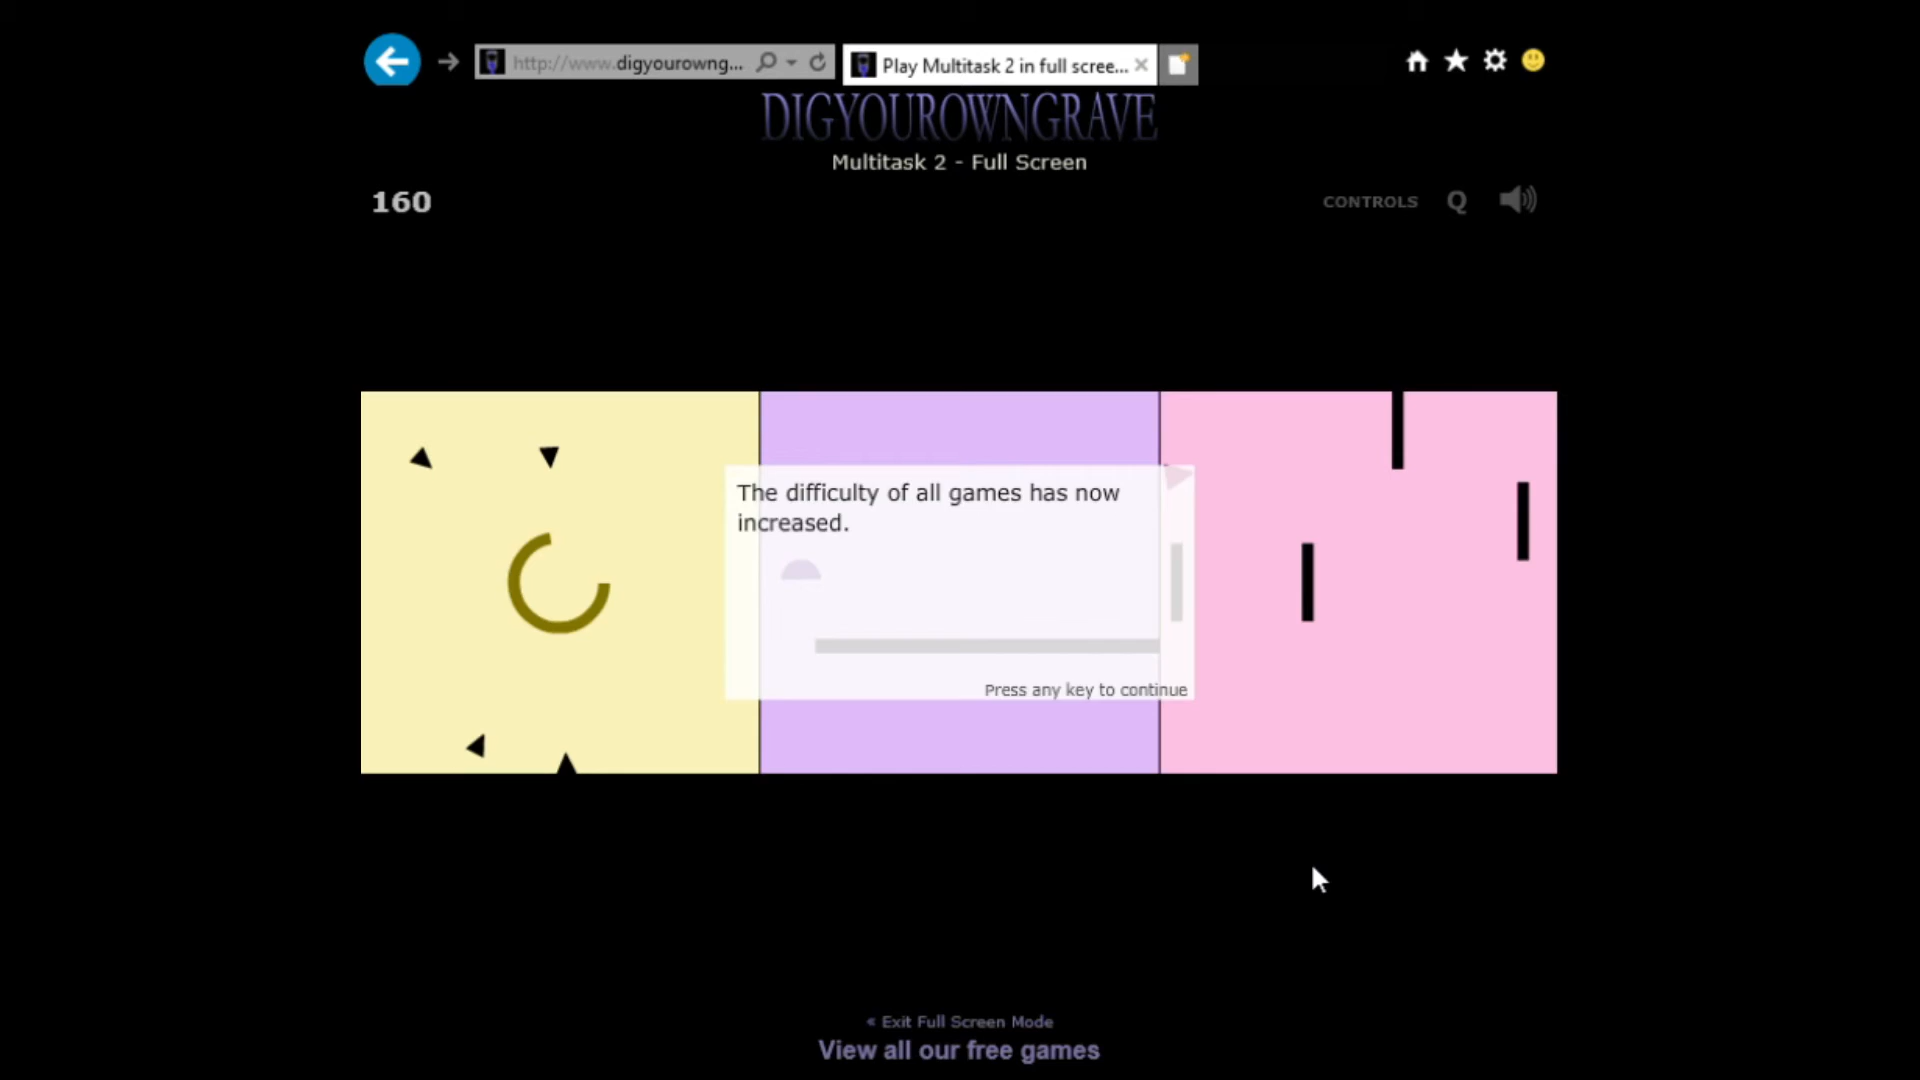 http://www.digyourowng...
Play Multitask 2 in full scree...
DIGYOUROWNGRAVE
Multitask 2 - Full Screen
160
CONTROLS Q
The difficulty of all games has now
increased.
Press any key to continue
« Exit Full Screen Mode
View all our free games